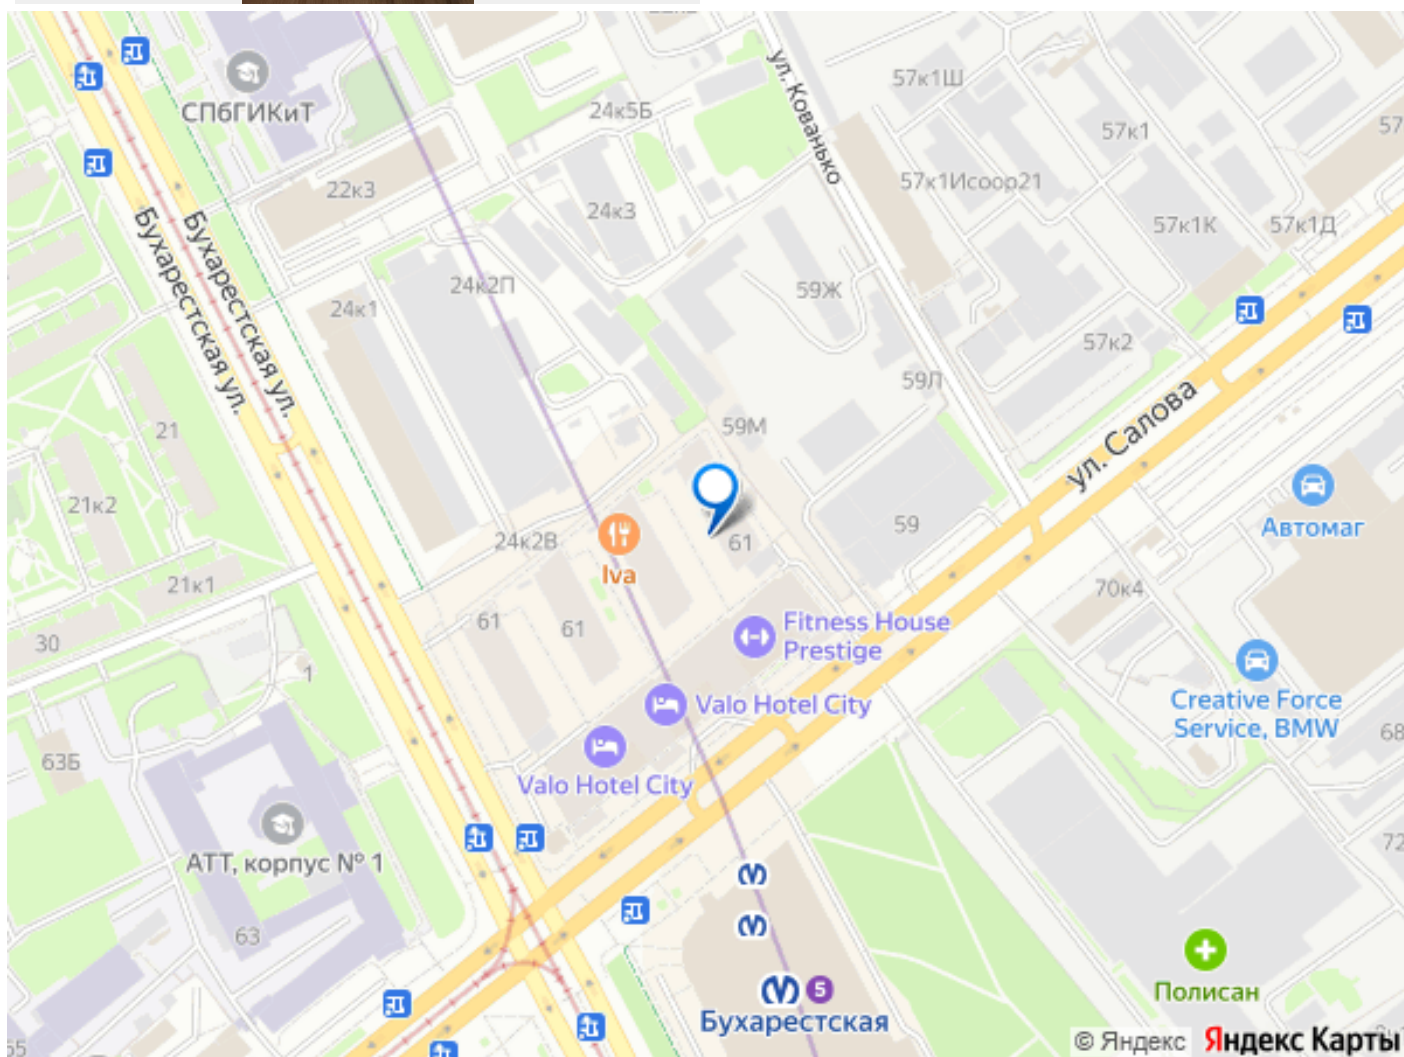 СПбГИКиТ
24к5Б
ул. Кованько
57к1Ш
57к1
57
22к3
24к3
57к1Исоор21
57к1К
57к1Д
Бухарестская ул.
Бухарестская ул.
24к1
24к2П
59Ж
57к2
59Л
ул. Салова
21
59М
21к2
24к2В
Iva
61
59
Автомаг
21к1
70к4
30
61
61
Fitness House
Prestige
1
Valo Hotel City
Creative Force
Service, BMW
68
63Б
Valo Hotel City
АТТ, корпус № 1
72
63
Полисан
5
Бухарестская
65
© Яндекс
Яндекс Карты